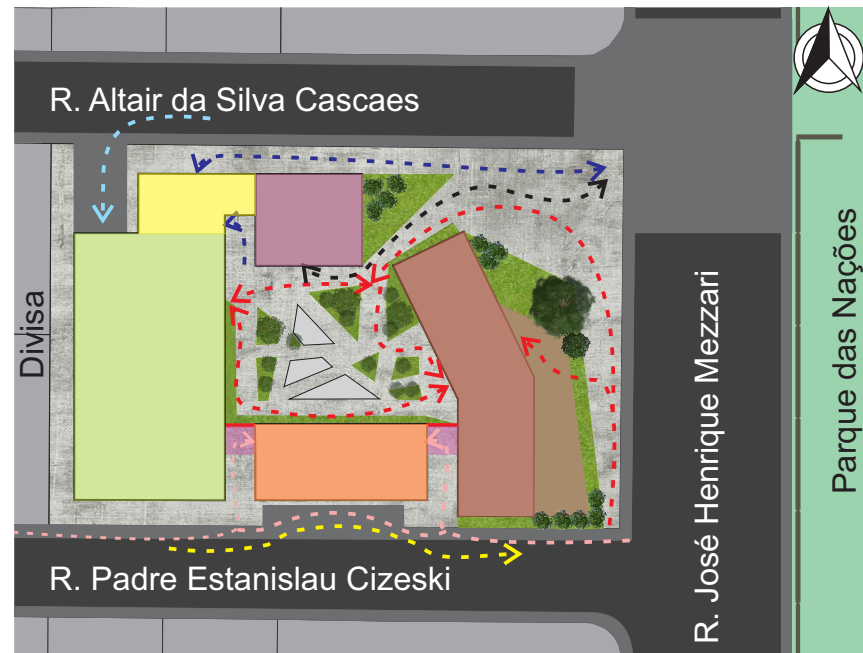 R. Altair da Silva Cascaes
Divisa
R. José Henrique Mezzari
Parque das Nações
R. Padre Estanislau Cizeski